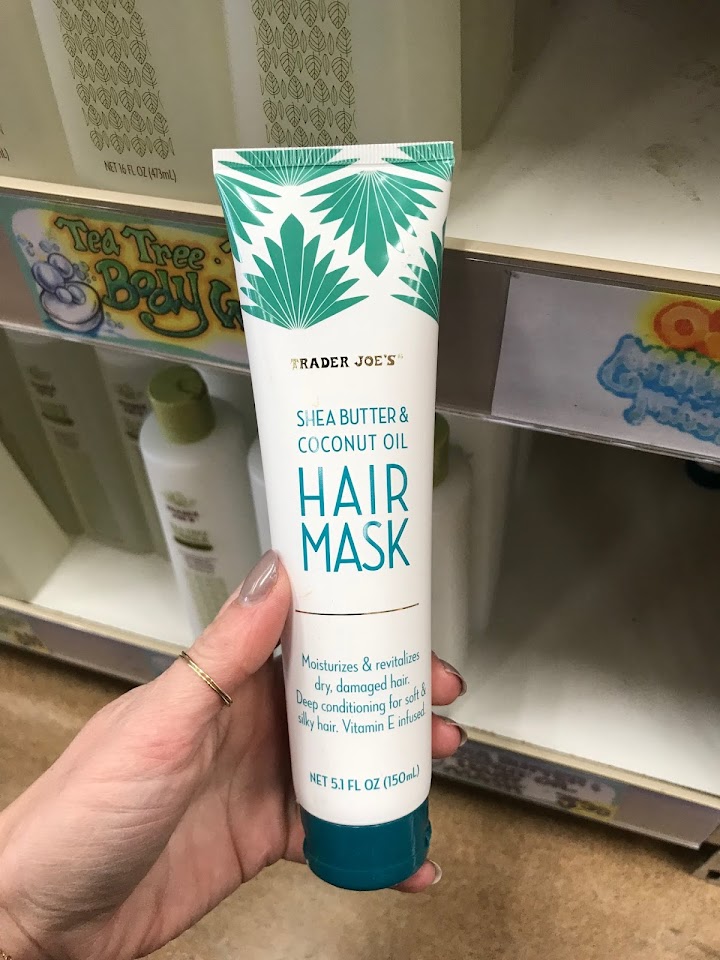 NET 16 FL OZ (473mL)
Tea Tree
Body
TRADER JOE'S
SHEA BUTTER &
COCONUT OIL
HAIR
MASK
Moisturizes & revitalizes
dry, damaged hair.
Deep conditioning for soft &
silky hair. Vitamin E infused.
NET 5.1 FL OZ (150mL)